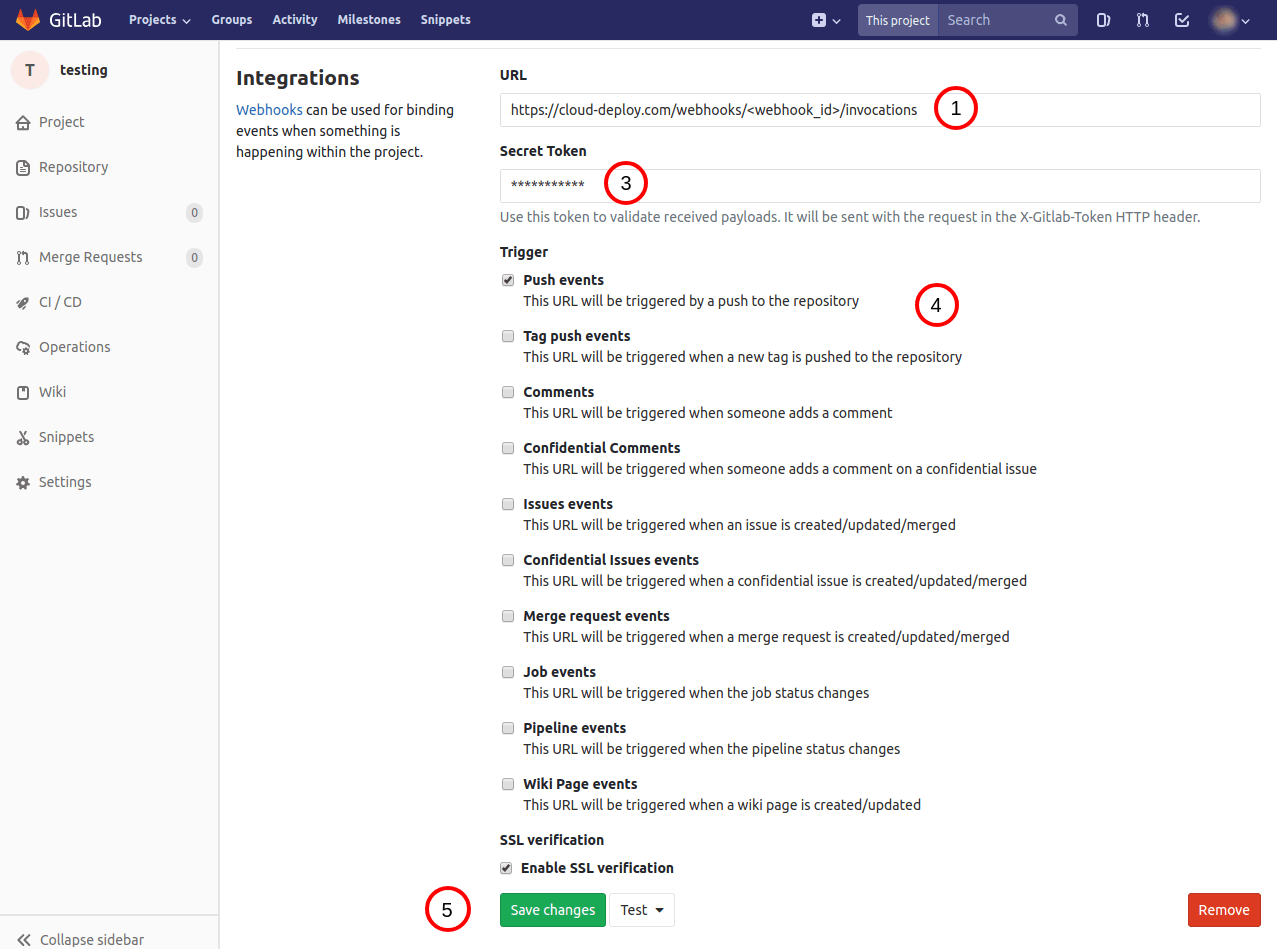 GitLab Projects Groups Activity Milestones Snippets This project Search
T testing
Project
Repository
Issues 0
Merge Requests 0
CI / CD
Operations
Wiki
Snippets
Settings
Collapse sidebar
Integrations
Webhooks can be used for binding
events when something is
happening within the project.
URL
https://cloud-deploy.com/webhooks/<webhook_id>/invocations 1
Secret Token
*********** 3
Use this token to validate received payloads. It will be sent with the request in the X-Gitlab-Token HTTP header.
Trigger
Push events
This URL will be triggered by a push to the repository 4
Tag push events
This URL will be triggered when a new tag is pushed to the repository
Comments
This URL will be triggered when someone adds a comment
Confidential Comments
This URL will be triggered when someone adds a comment on a confidential issue
Issues events
This URL will be triggered when an issue is created/updated/merged
Confidential Issues events
This URL will be triggered when a confidential issue is created/updated/merged
Merge request events
This URL will be triggered when a merge request is created/updated/merged
Job events
This URL will be triggered when the job status changes
Pipeline events
This URL will be triggered when the pipeline status changes
Wiki Page events
This URL will be triggered when a wiki page is created/updated
SSL verification
Enable SSL verification
5 Save changes Test Remove